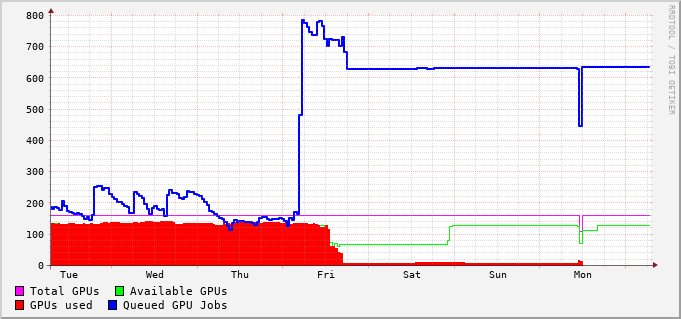 800
700
600
500
400
300
200
100
0
Tue Wed Thu Fri Sat Sun Mon
Total GPUs Available GPUs
GPUs used Queued GPU Jobs
RRDTOOL / TOBI OETIKER